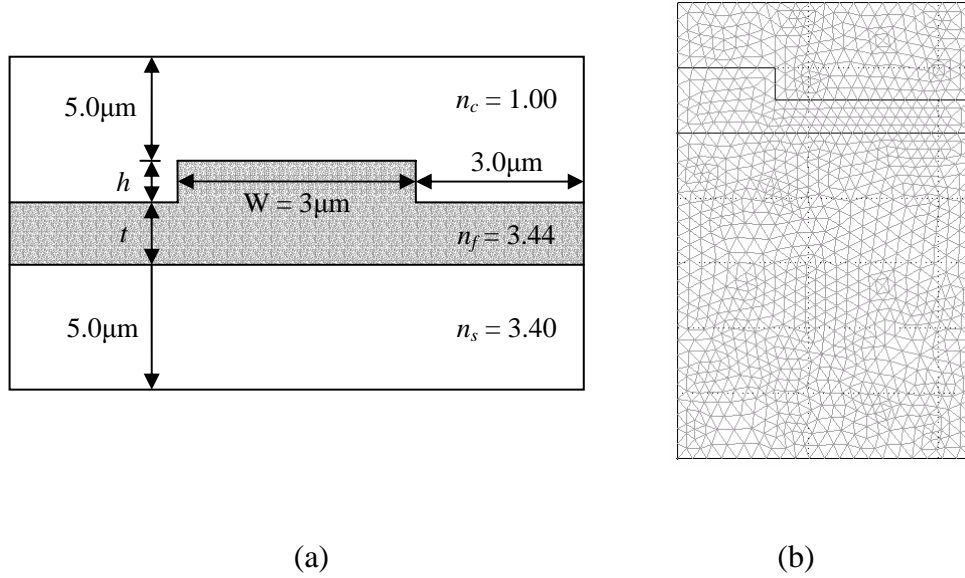 5.0μm
n_c = 1.00
h
3.0μm
W = 3μm
t
n_f = 3.44
5.0μm
n_s = 3.40
(a)
(b)